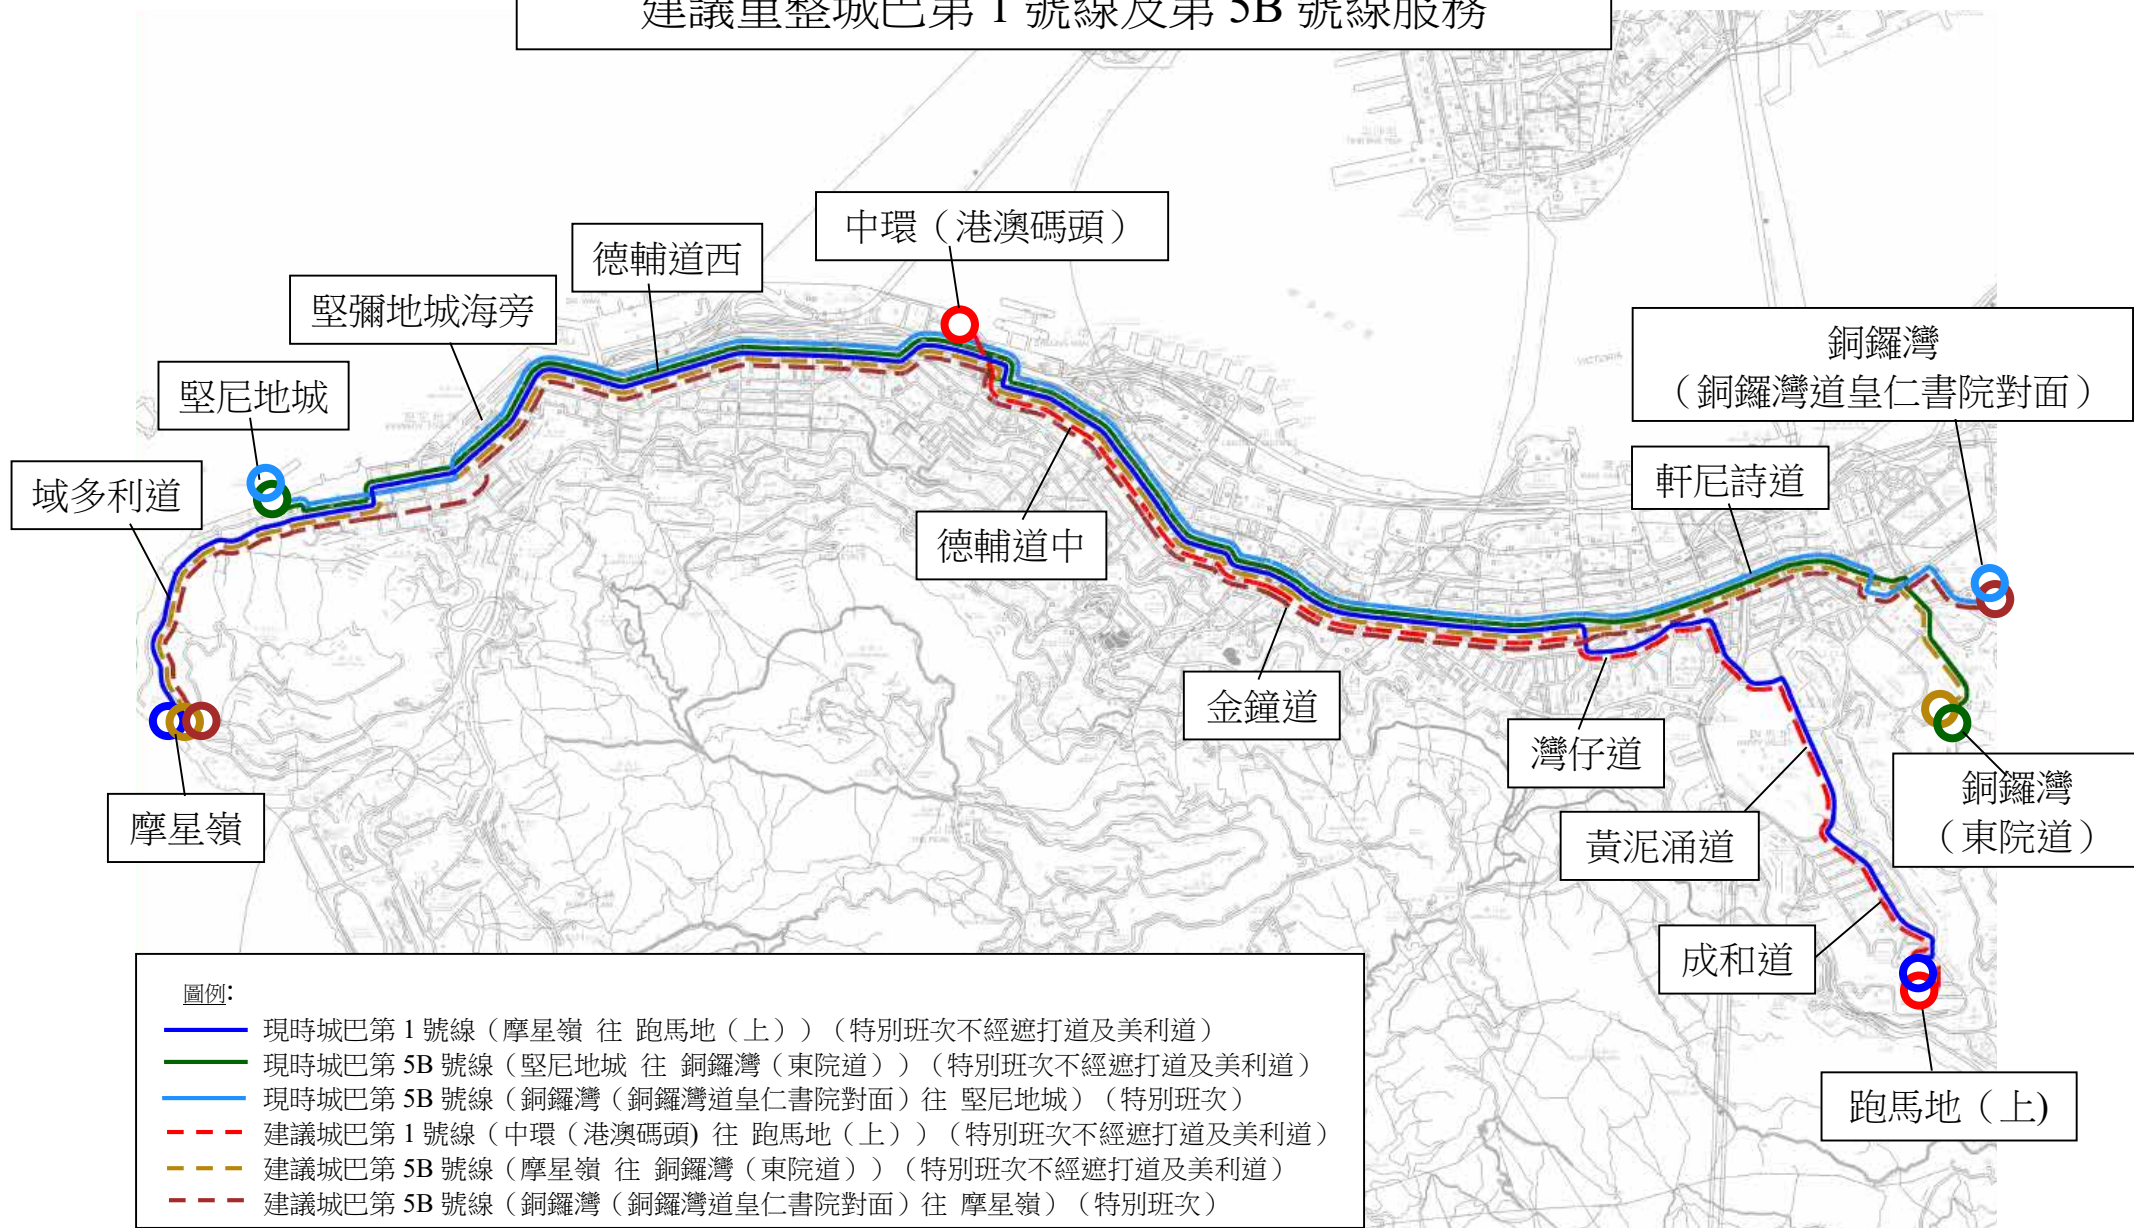 建議重整城巴第 1 號線及第 5B 號線服務
中環（港澳碼頭）
德輔道西
堅彌地城海旁
銅鑼灣
（銅鑼灣道皇仁書院對面）
堅尼地城
軒尼詩道
域多利道
德輔道中
金鐘道
灣仔道
銅鑼灣
（東院道）
摩星嶺
黃泥涌道
成和道
跑馬地（上)
圖例:
現時城巴第 1 號線（摩星嶺 往 跑馬地（上））（特別班次不經遮打道及美利道）
現時城巴第 5B 號線（堅尼地城 往 銅鑼灣（東院道））（特別班次不經遮打道及美利道）
現時城巴第 5B 號線（銅鑼灣（銅鑼灣道皇仁書院對面）往 堅尼地城）（特別班次）
建議城巴第 1 號線（中環（港澳碼頭) 往 跑馬地（上））（特別班次不經遮打道及美利道）
建議城巴第 5B 號線（摩星嶺 往 銅鑼灣（東院道））（特別班次不經遮打道及美利道）
建議城巴第 5B 號線（銅鑼灣（銅鑼灣道皇仁書院對面）往 摩星嶺）（特別班次）